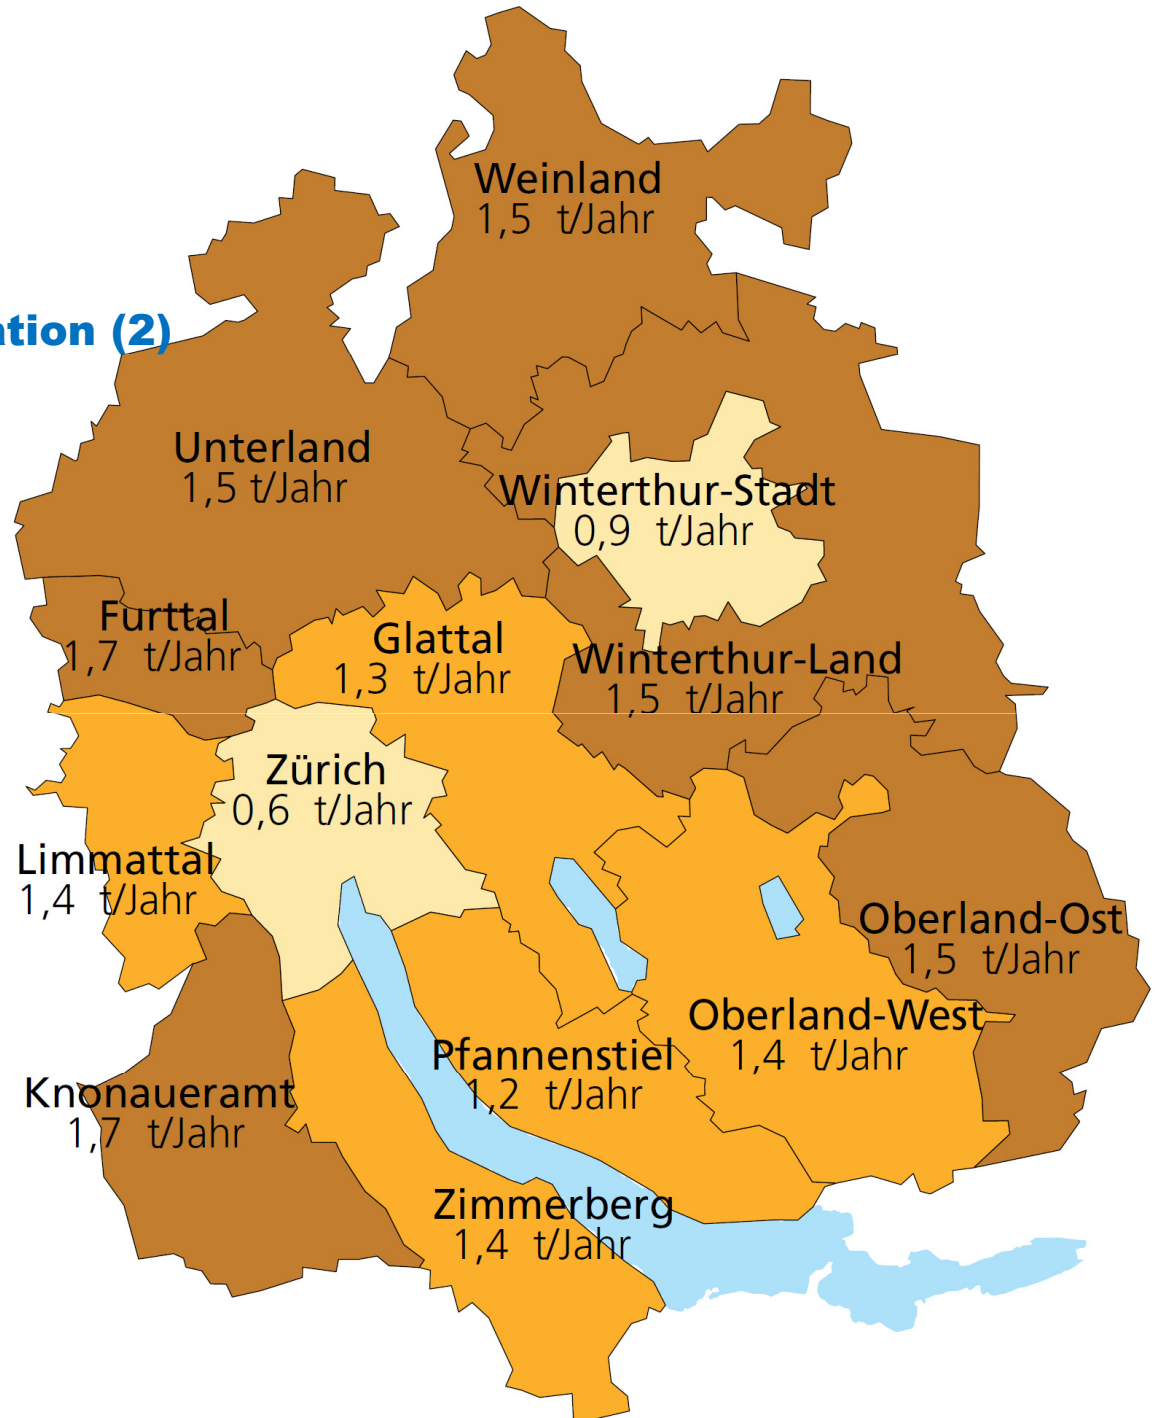 Weinland
1,5 t/Jahr
(2)
Unterland
1,5 t/Jahr
Winterthur-Stadt
0,9 t/Jahr
Furttal
1,7 t/Jahr
Glattal
1,3 t/Jahr
Winterthur-Land
1,5 t/Jahr
Zürich
0,6 t/Jahr
Limmattal
1,4 t/Jahr
Oberland-Ost
1,5 t/Jahr
Oberland-West
1,4 t/Jahr
Pfannenstiel
1,2 t/Jahr
Knonaueramt
1,7 t/Jahr
Zimmerberg
1,4 t/Jahr